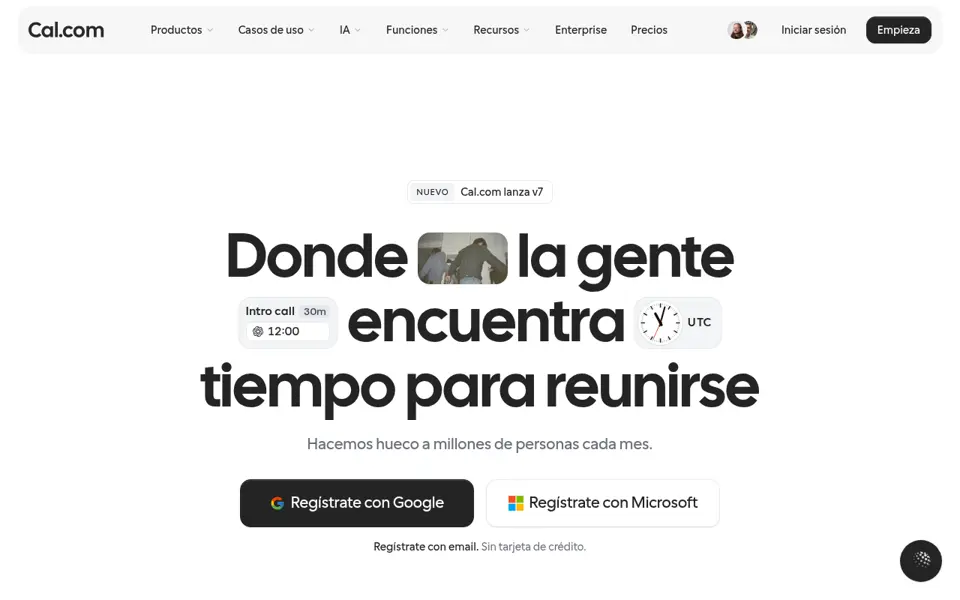 Cal.com
Productos
Casos de uso
IA
Funciones
Recursos
Enterprise
Precios
Iniciar sesión
Empieza
NUEVO Cal.com lanza v7
Donde la gente
Intro call 30m
12:00
encuentra
UTC
tiempo para reunirse
Hacemos hueco a millones de personas cada mes.
Regístrate con Google
Regístrate con Microsoft
Regístrate con email. Sin tarjeta de crédito.